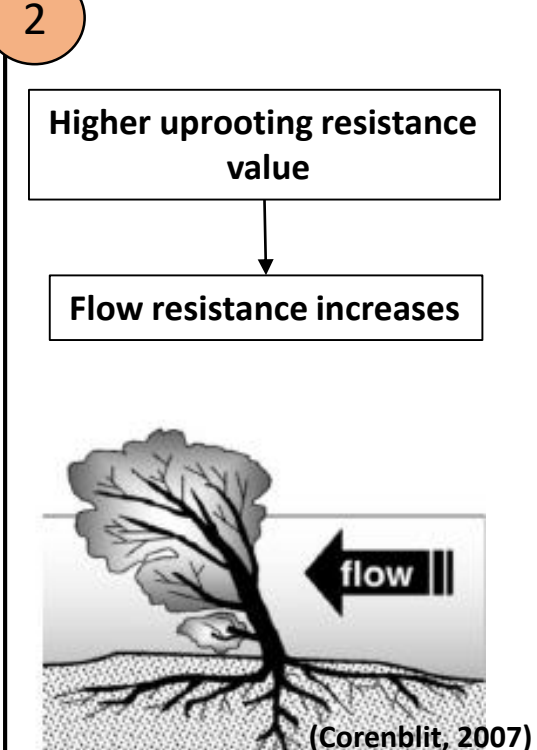 2
Higher uprooting resistance
value
Flow resistance increases
flow
(Corenblit, 2007)